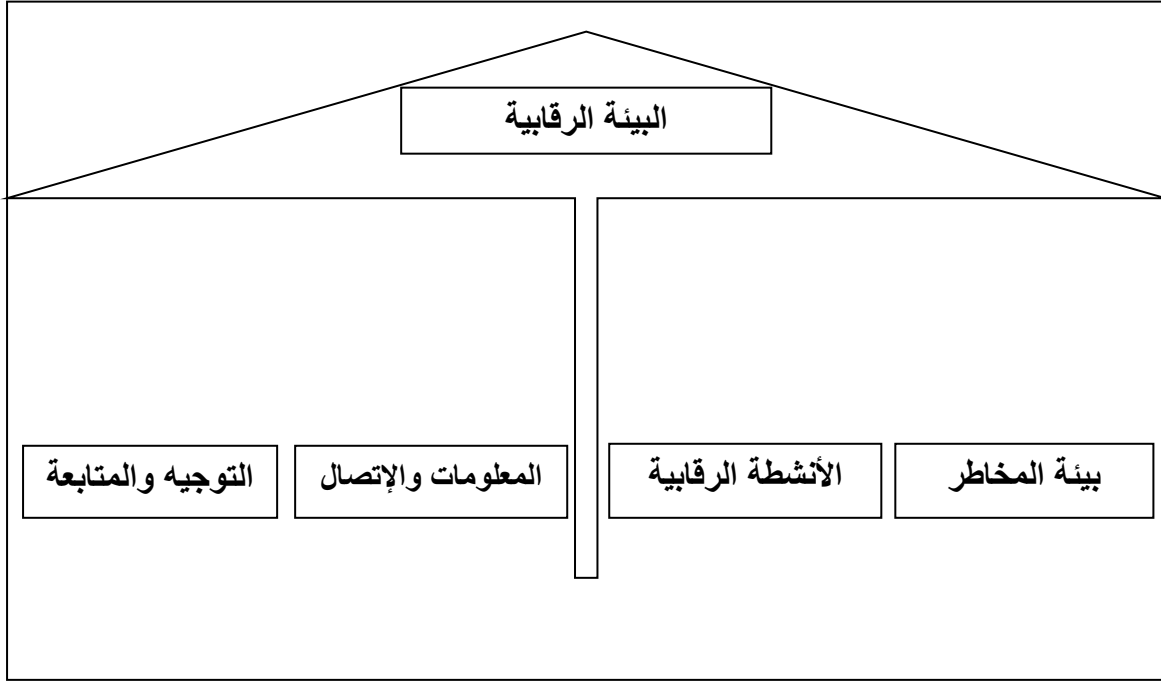 البيئة الرقابية
بيئة المخاطر
الأنشطة الرقابية
المعلومات والإتصال
التوجيه والمتابعة